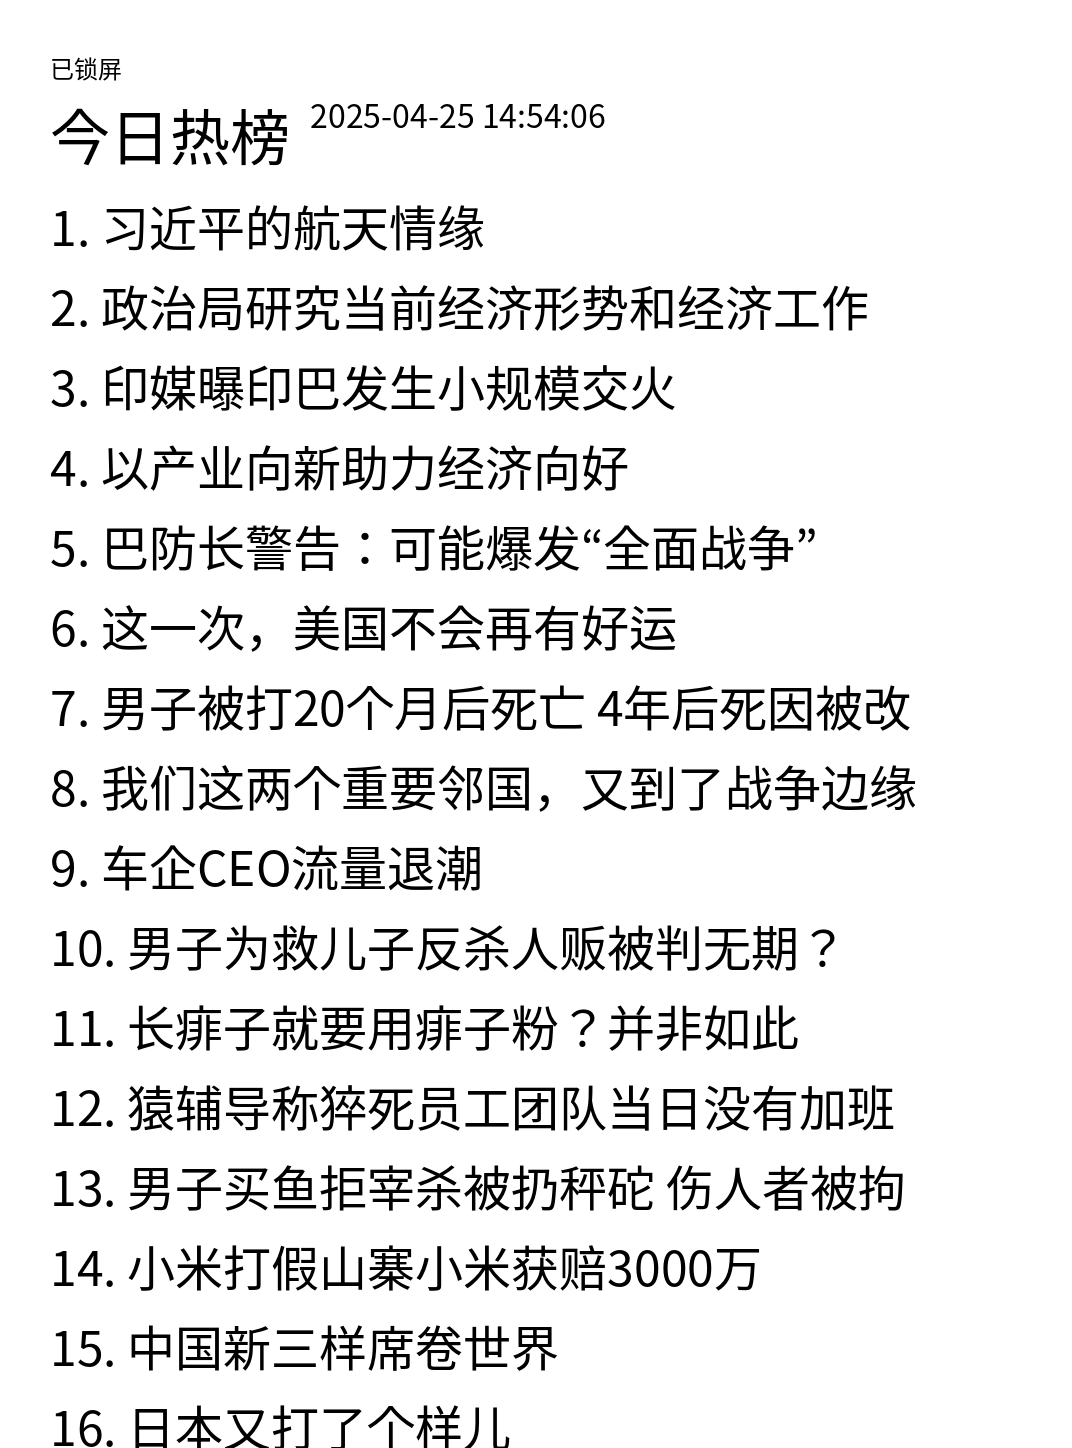 已锁屏
今日热榜 2025-04-25 14:54:06
1. 习近平的航天情缘
2. 政治局研究当前经济形势和经济工作
3. 印媒曝印巴发生小规模交火
4. 以产业向新助力经济向好
5. 巴防长警告：可能爆发“全面战争”
6. 这一次，美国不会再有好运
7. 男子被打20个月后死亡 4年后死因被改
8. 我们这两个重要邻国，又到了战争边缘
9. 车企CEO流量退潮
10. 男子为救儿子反杀人贩被判无期？
11. 长痱子就要用痱子粉？并非如此
12. 猿辅导称猝死员工团队当日没有加班
13. 男子买鱼拒宰杀被扔秤砣 伤人者被拘
14. 小米打假山寨小米获赔3000万
15. 中国新三样席卷世界
16. 日本又打了个样儿